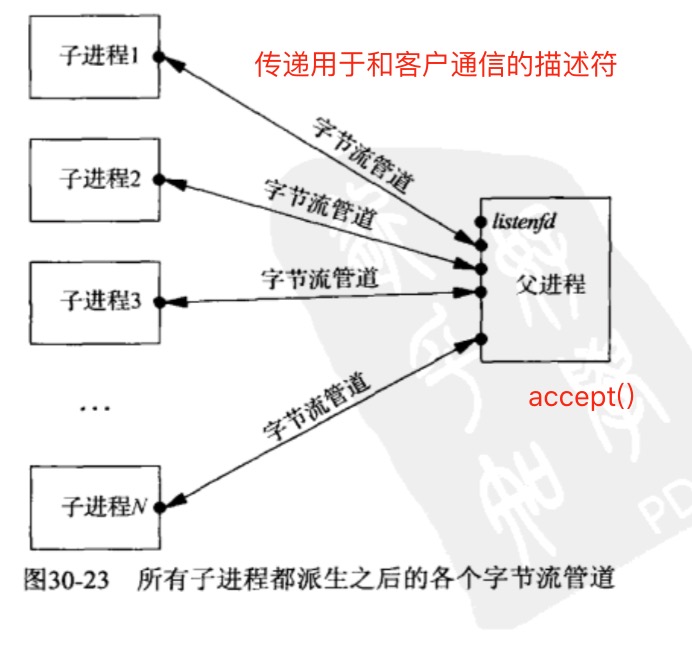 子进程1
传递用于和客户通信的描述符
字节流管道
子进程2
字节流管道
listenfd
子进程3
字节流管道
父进程
accept()
...
字节流管道
子进程N
PD
图30-23 所有子进程都派生之后的各个字节流管道